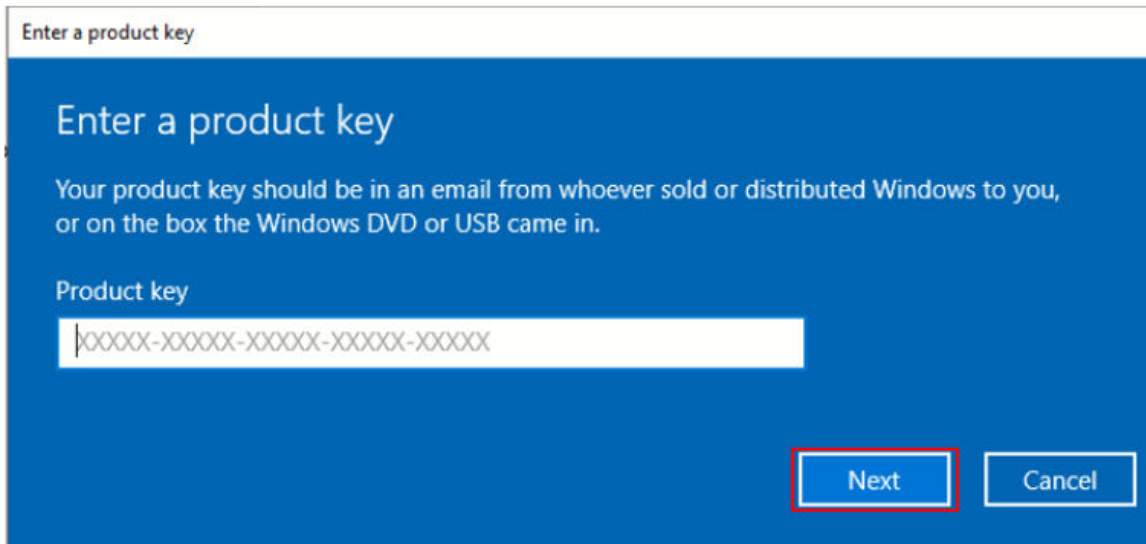 Enter a product key
Enter a product key
Your product key should be in an email from whoever sold or distributed Windows to you,
or on the box the Windows DVD or USB came in.
Product key
XXXXX-XXXXX-XXXXX-XXXXX-XXXXX
Next Cancel